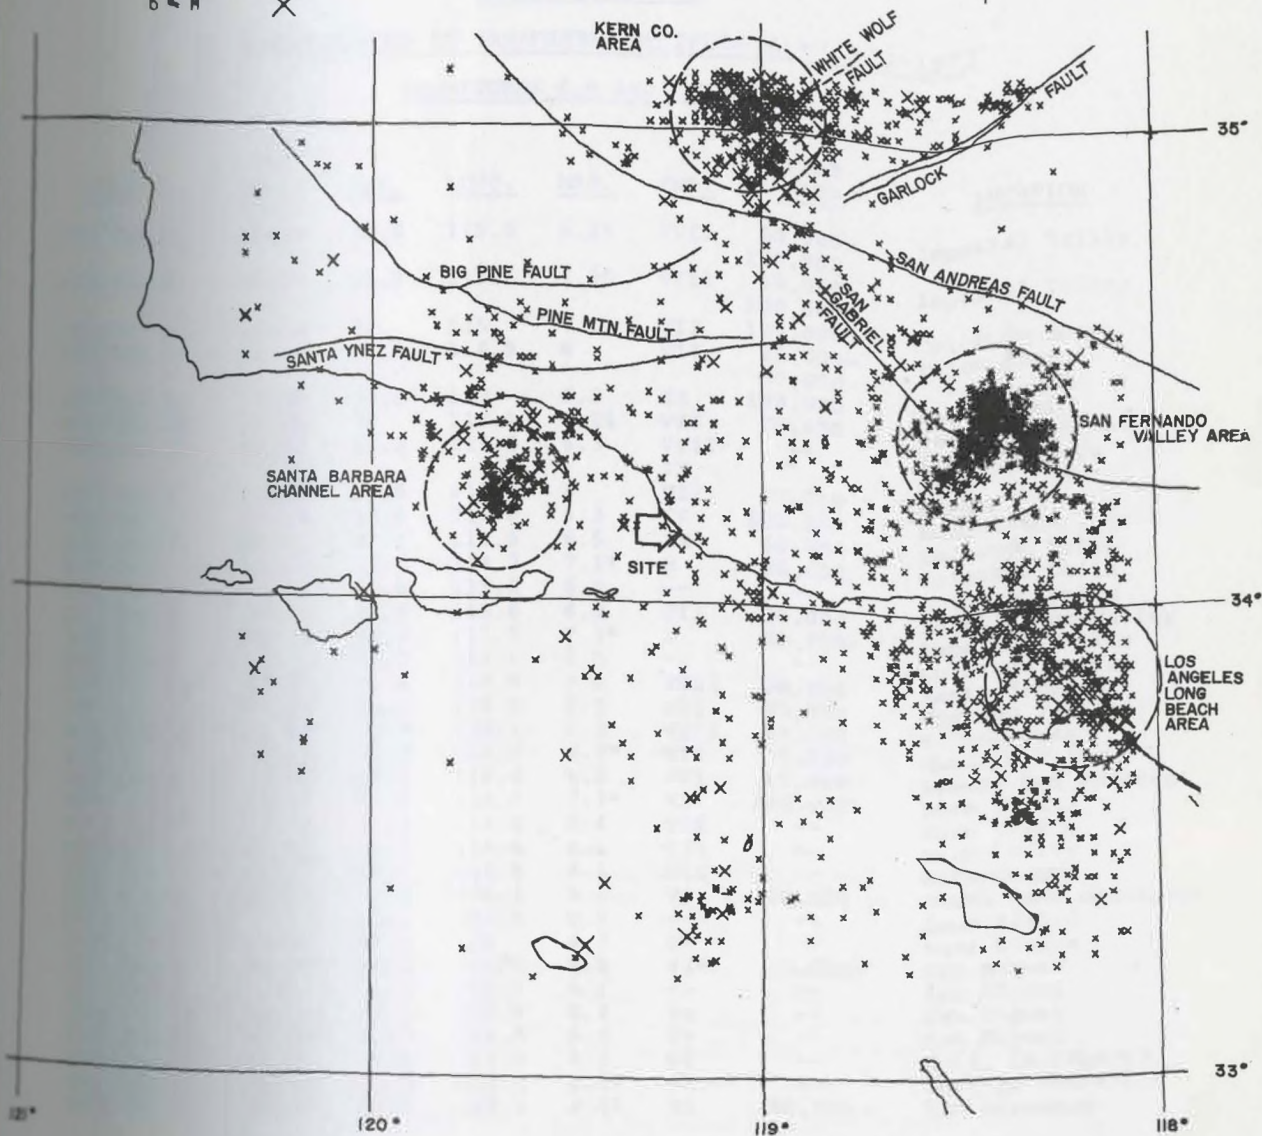 KERN CO.
AREA
WHITE WOLF
FAULT
FAULT
35°
GARLOCK
SAN ANDREAS FAULT
BIG PINE FAULT
SAN
GABRIEL
FAULT
PINE MTN. FAULT
SANTA YNEZ FAULT
SAN FERNANDO
VALLEY AREA
SANTA BARBARA
CHANNEL AREA
SITE
34°
LOS
ANGELES
LONG
BEACH
AREA
33°
121°
120°
119°
118°